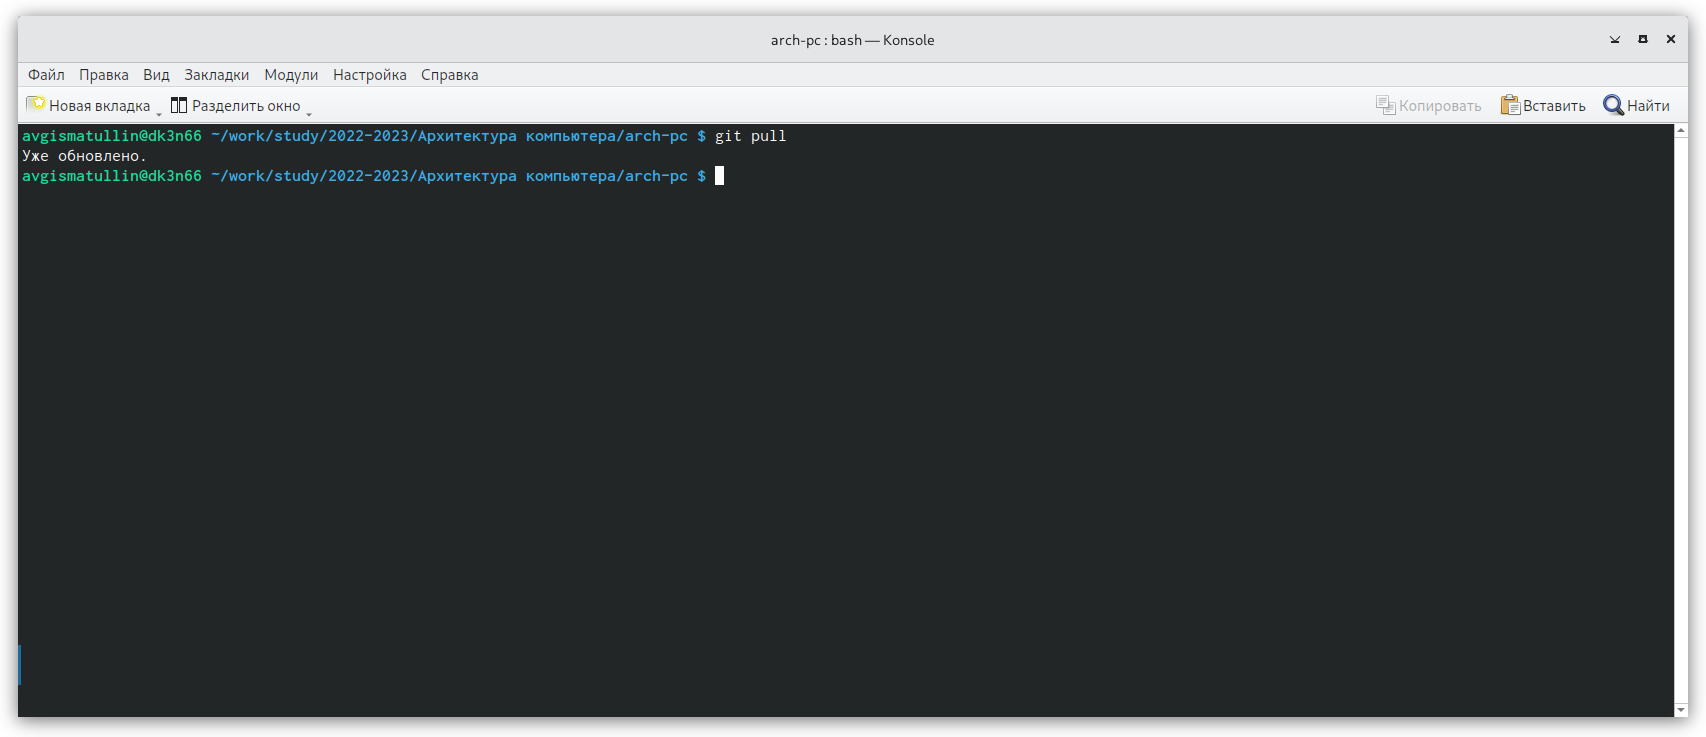 arch-pc : bash — Konsole
Файл Правка Вид Закладки Модули Настройка Справка
Новая вкладка Разделить окно Копировать Вставить Найти
avgismatullin@dk3n66 ~/work/study/2022-2023/Архитектура компьютера/arch-pc $ git pull
Уже обновлено.
avgismatullin@dk3n66 ~/work/study/2022-2023/Архитектура компьютера/arch-pc $